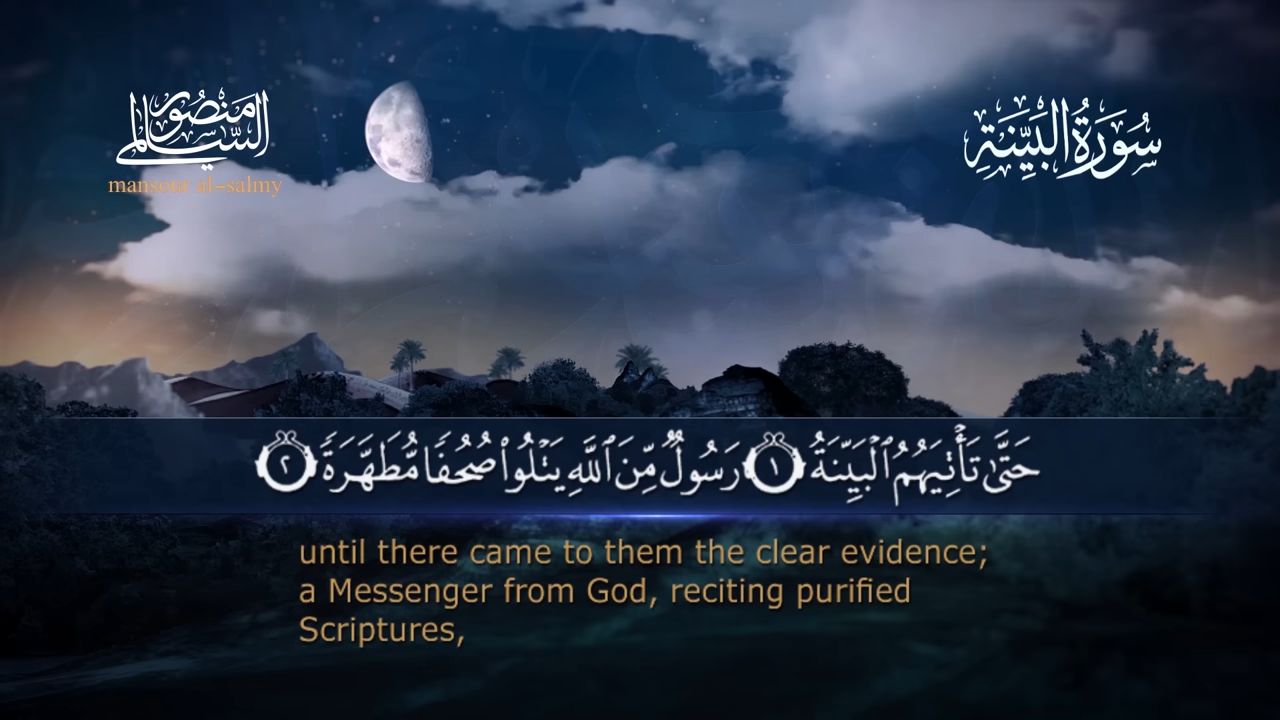 منصور السالمي
mansour al-salmy
سُورَةُ البَيِّنَةِ
حَتَّىٰ تَأْتِيَهُمُ ٱلْبَيِّنَةُ ١ رَسُولٌ مِّنَ ٱللَّهِ يَتْلُوا۟ صُحُفًا مُّطَهَّرَةً ٢
until there came to them the clear evidence;
a Messenger from God, reciting purified
Scriptures,